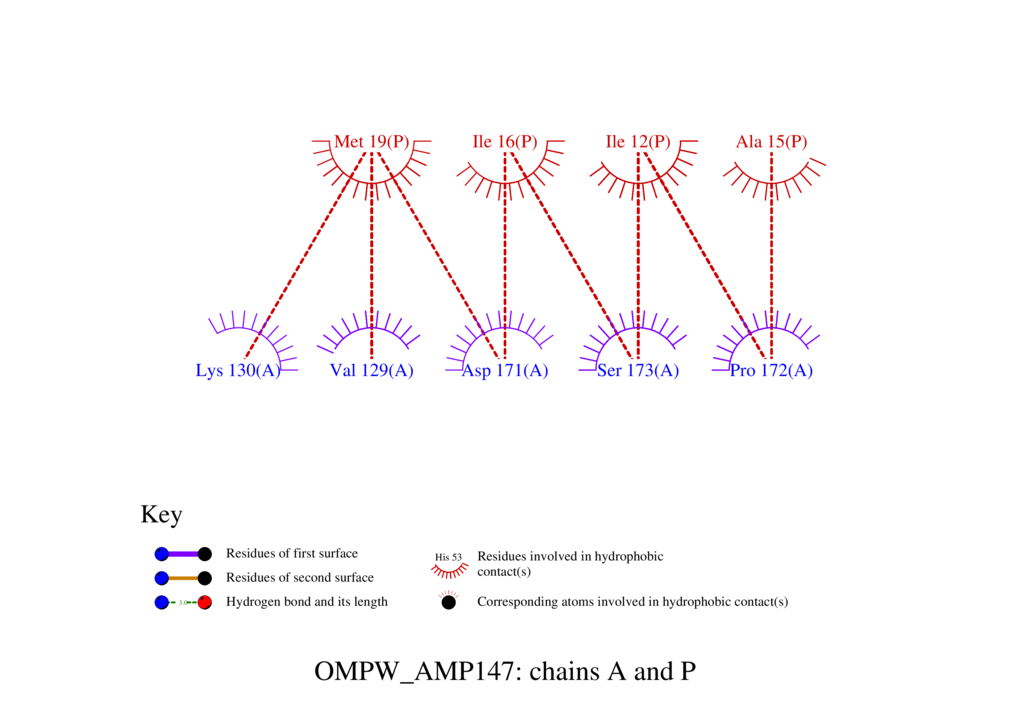 Met 19(P) Ile 16(P) Ile 12(P) Ala 15(P)
Lys 130(A) Val 129(A) Asp 171(A) Ser 173(A) Pro 172(A)
Key
Residues of first surface
Residues of second surface
3.0 Hydrogen bond and its length
His 53 Residues involved in hydrophobic
contact(s)
Corresponding atoms involved in hydrophobic contact(s)
OMPW_AMP147: chains A and P